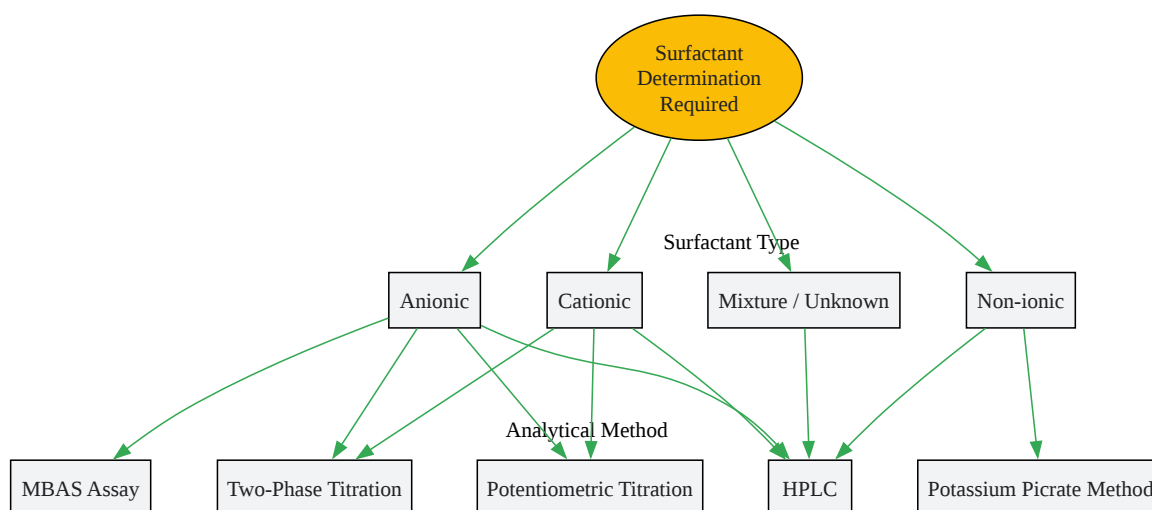 Surfactant
Determination
Required
Surfactant Type
Anionic
Cationic
Mixture / Unknown
Non-ionic
Analytical Method
MBAS Assay
Two-Phase Titration
Potentiometric Titration
HPLC
Potassium Picrate Method